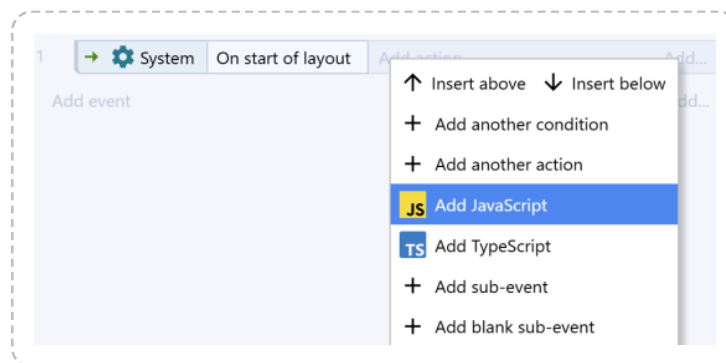 1 System On start of layout Add action Add...
Insert above Insert below
Add event
Add another condition
Add another action
JS Add JavaScript
TS Add TypeScript
Add sub-event
Add blank sub-event